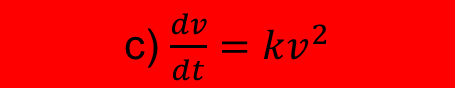 c) dv/dt = kv²